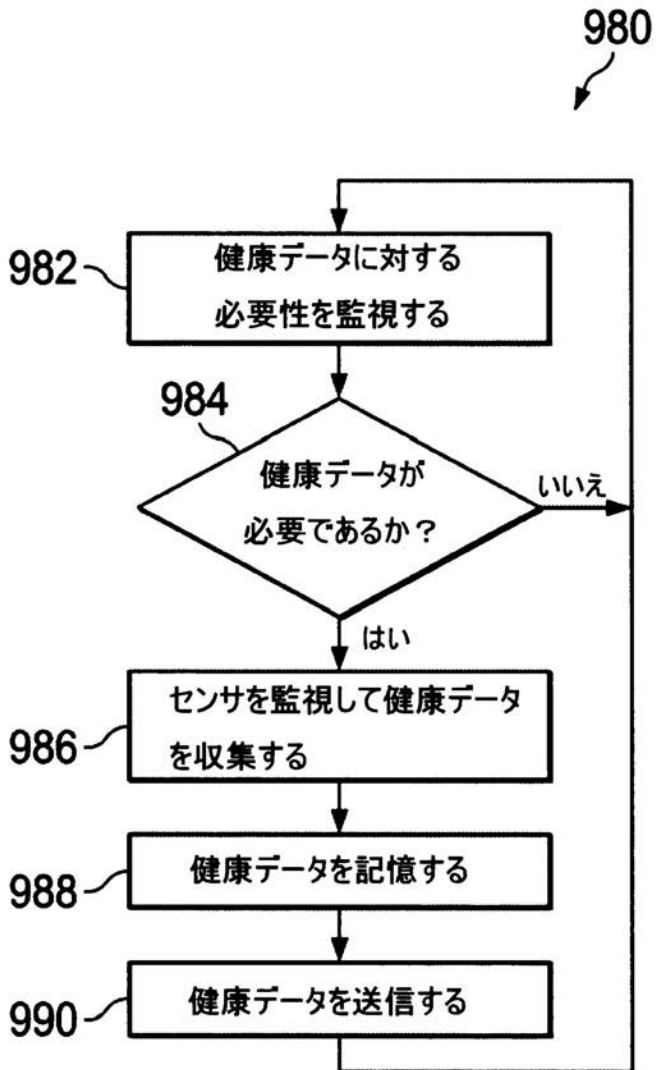 980
982
健康データに対する
必要性を監視する
984
健康データが
必要であるか？
いいえ
はい
986
センサを監視して健康データ
を収集する
988
健康データを記憶する
990
健康データを送信する